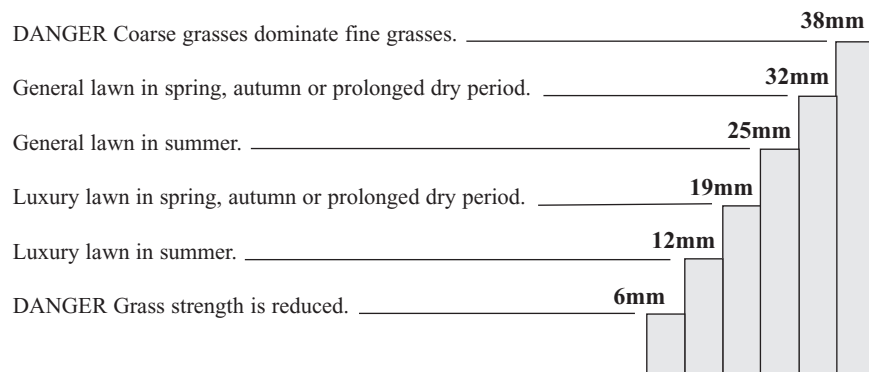 DANGER Coarse grasses dominate fine grasses. 38mm
General lawn in spring, autumn or prolonged dry period. 32mm
General lawn in summer. 25mm
Luxury lawn in spring, autumn or prolonged dry period. 19mm
Luxury lawn in summer. 12mm
DANGER Grass strength is reduced. 6mm